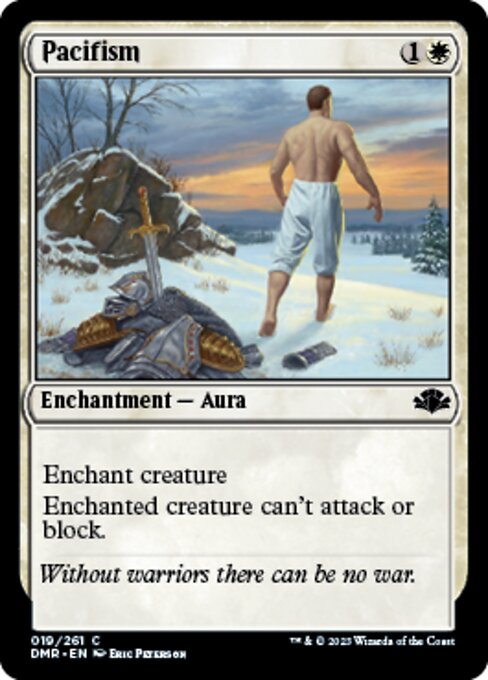 Pacifism 1
Enchantment — Aura
Enchant creature
Enchanted creature can't attack or
block.
Without warriors there can be no war.
019/261 C
™ & © 2023 Wizards of the Coast
DMR • EN Eric Peterson